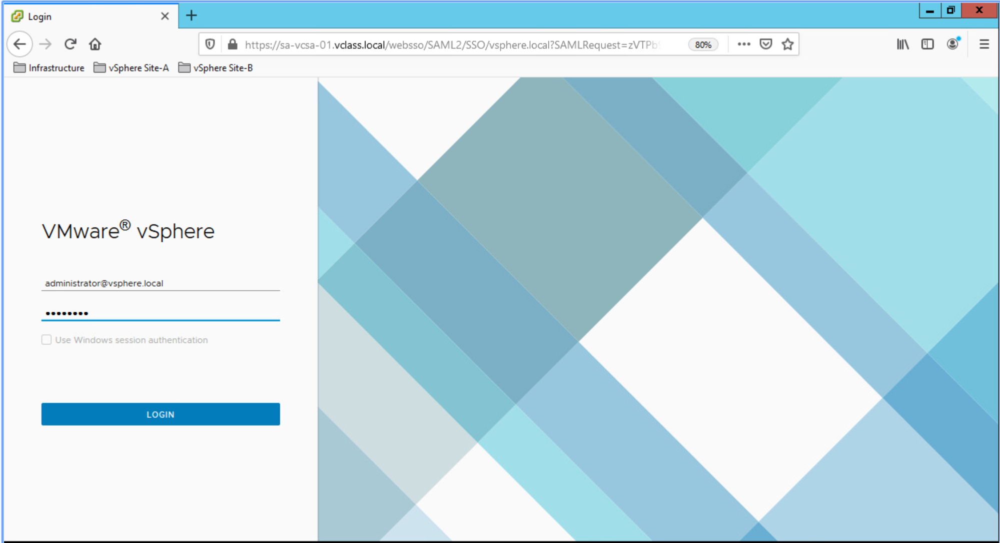 Login
https://sa-vcsa-01.vclass.local/websso/SAML2/SSO/vsphere.local?SAMLRequest=zVTPb
80%
Infrastructure vSphere Site-A vSphere Site-B
VMware® vSphere
administrator@vsphere.local
••••••••
Use Windows session authentication
LOGIN